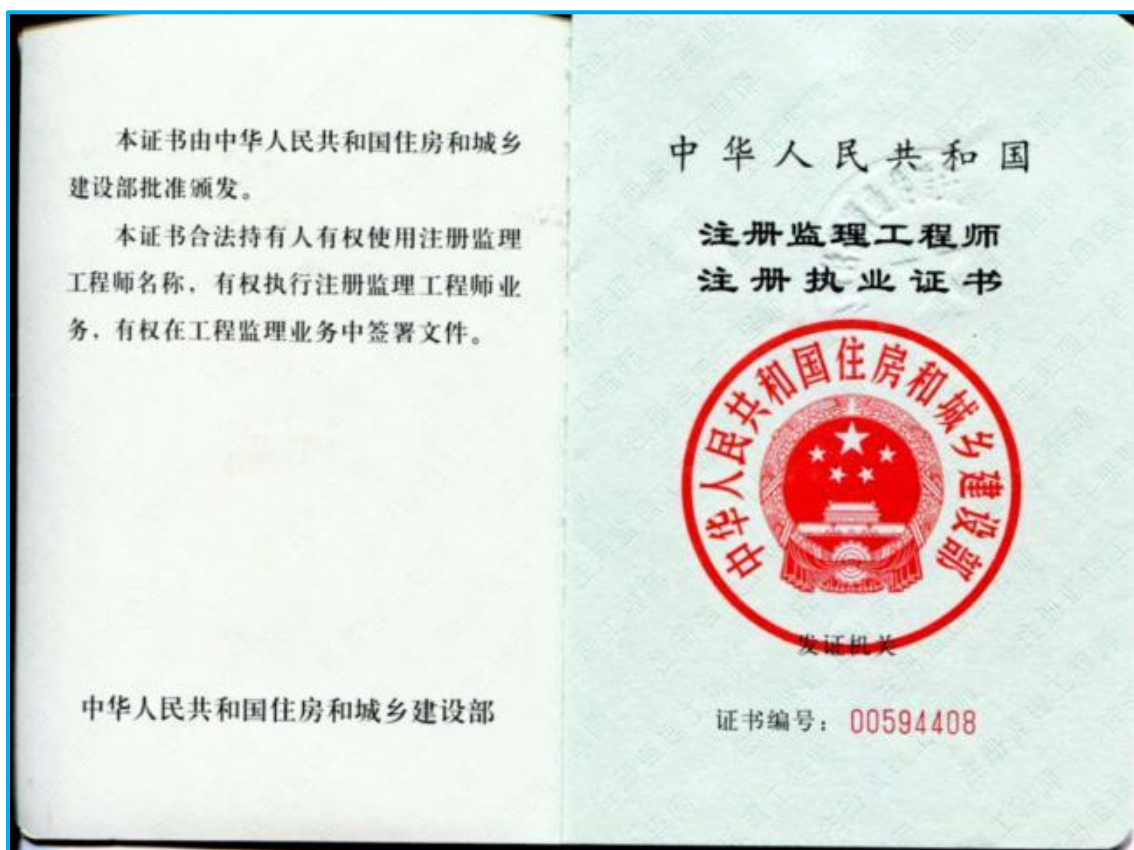 本证书由中华人民共和国住房和城乡
建设部批准颁发。
本证书合法持有人有权使用注册监理
工程师名称，有权执行注册监理工程师业
务，有权在工程监理业务中签署文件。
中华人民共和国住房和城乡建设部
中华人民共和国
注册监理工程师
注册执业证书
中华人民共和国住房和城乡建设部
发证机关
证书编号：00594408